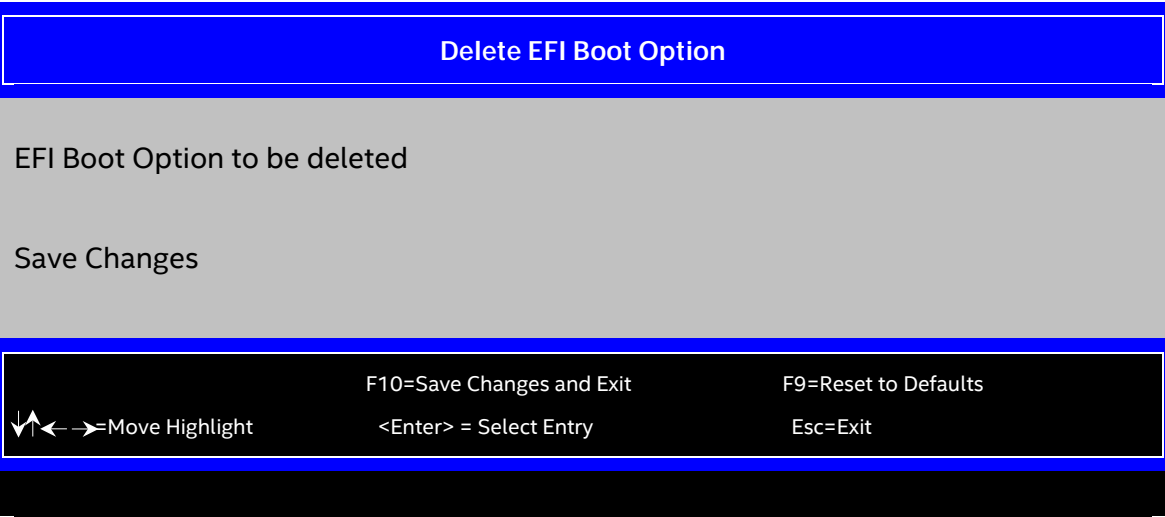 Delete EFI Boot Option
EFI Boot Option to be deleted
Save Changes
F10=Save Changes and Exit F9=Reset to Defaults
↓↑←→=Move Highlight <Enter> = Select Entry Esc=Exit